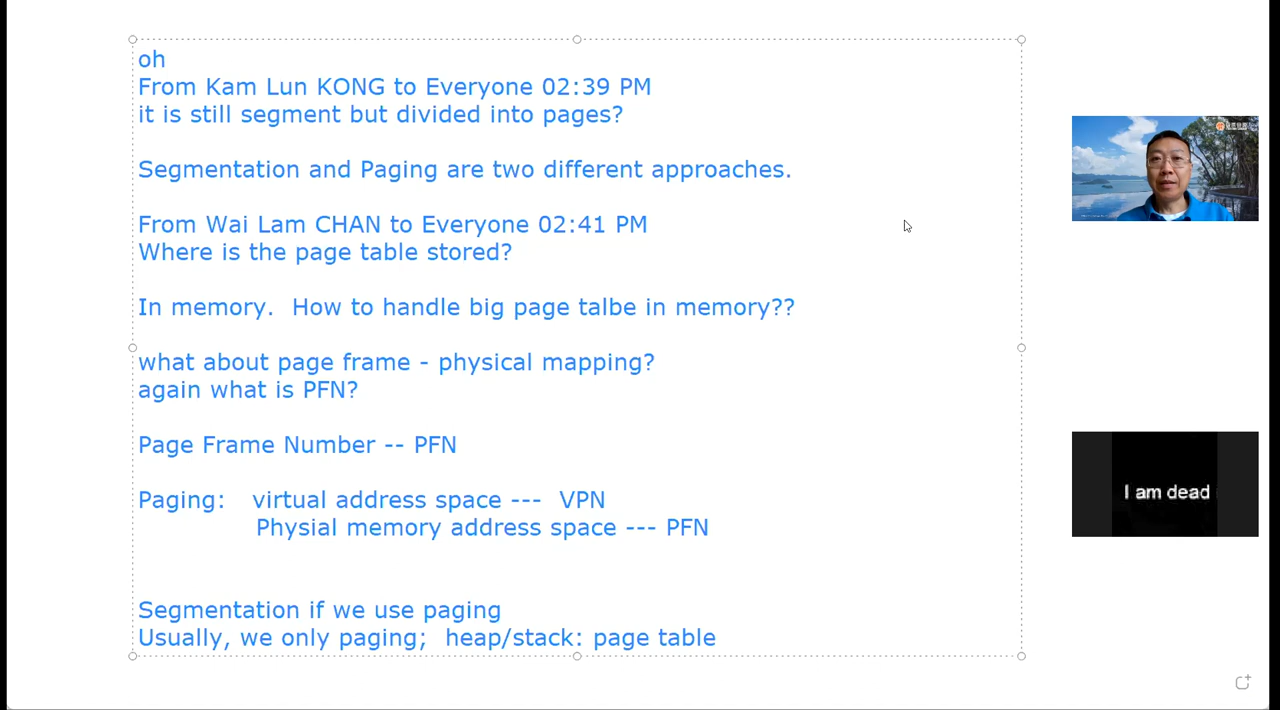 oh
From Kam Lun KONG to Everyone 02:39 PM
it is still segment but divided into pages?
Segmentation and Paging are two different approaches.
From Wai Lam CHAN to Everyone 02:41 PM
Where is the page table stored?
In memory.  How to handle big page talbe in memory??
what about page frame - physical mapping?
again what is PFN?
Page Frame Number -- PFN
Paging:   virtual address space ---  VPN
Physial memory address space --- PFN
Segmentation if we use paging
Usually, we only paging;  heap/stack: page table
I am dead